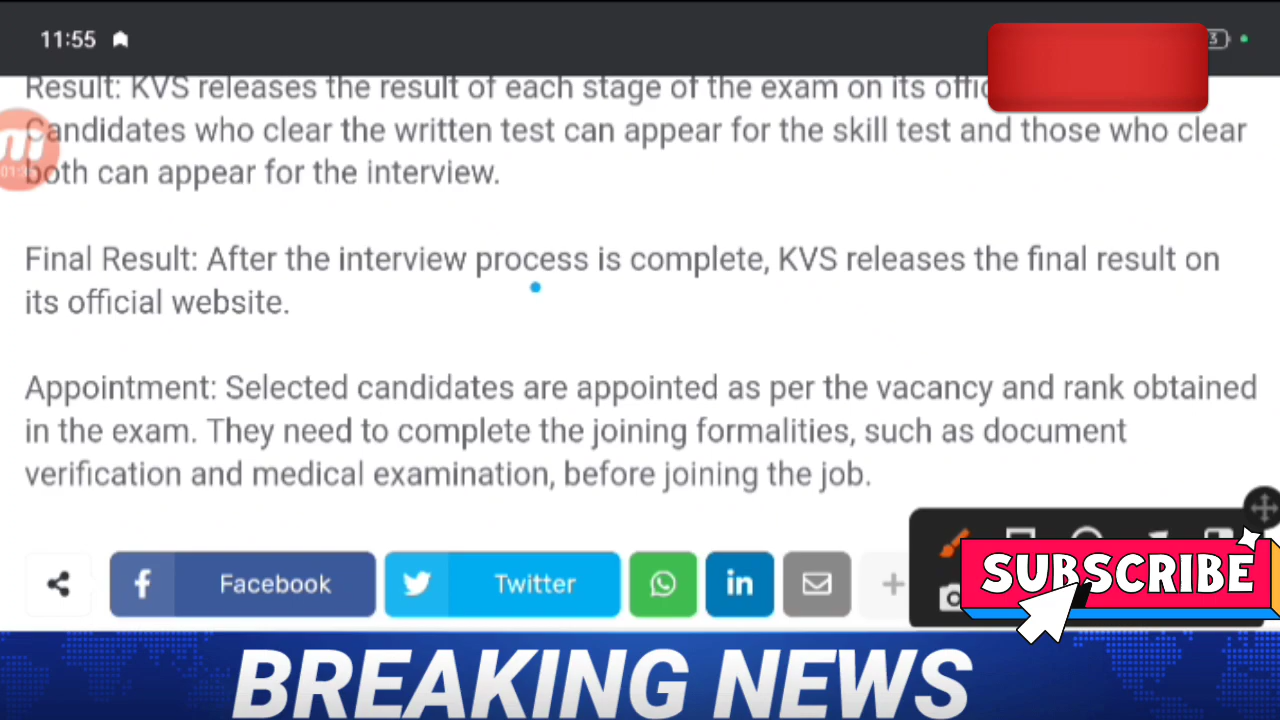 11:55
Result: KVS releases the result of each stage of the exam on its
Candidates who clear the written test can appear for the skill test and those who clear
both can appear for the interview.
Final Result: After the interview process is complete, KVS releases the final result on
its official website.
Appointment: Selected candidates are appointed as per the vacancy and rank obtained
in the exam. They need to complete the joining formalities, such as document
verification and medical examination, before joining the job.
Facebook
Twitter
in
SUBSCRIBE
BREAKING NEWS